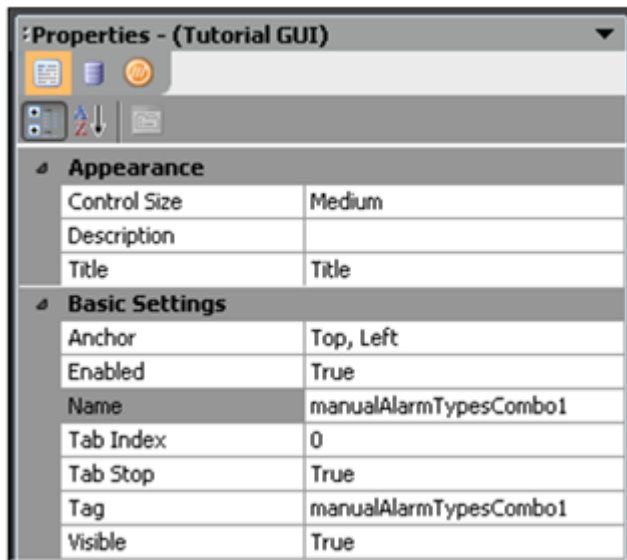 Properties - (Tutorial GUI)
Appearance
Control Size Medium
Description
Title Title
Basic Settings
Anchor Top, Left
Enabled True
Name manualAlarmTypesCombo1
Tab Index 0
Tab Stop True
Tag manualAlarmTypesCombo1
Visible True